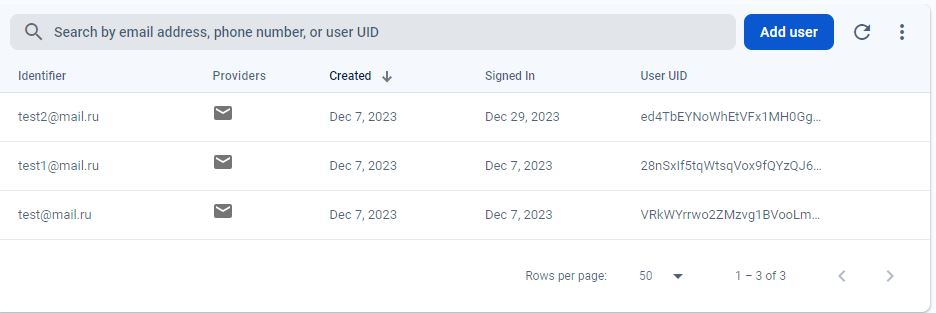 Search by email address, phone number, or user UID Add user
Identifier Providers Created Signed In User UID
test2@mail.ru Dec 7, 2023 Dec 29, 2023 ed4TbEYNoWhEtVFx1MH0Gg...
test1@mail.ru Dec 7, 2023 Dec 7, 2023 28nSxIf5tqWtsqVox9fQYzQJ6...
test@mail.ru Dec 7, 2023 Dec 7, 2023 VRkWYrrwo2ZMzvg1BVooLm...
Rows per page: 50 1 – 3 of 3